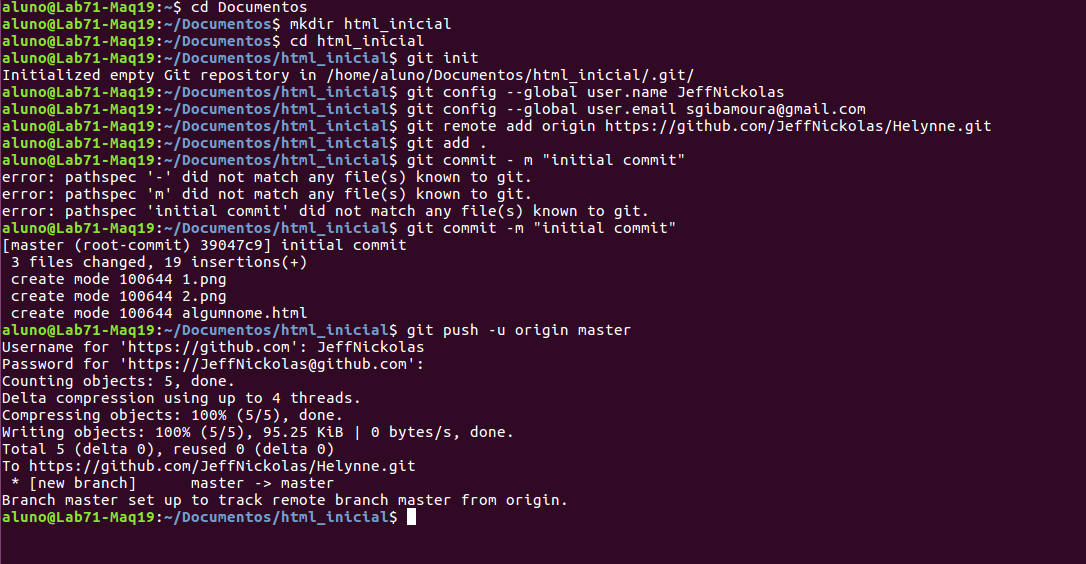 aluno@Lab71-Maq19:~$ cd Documentos
aluno@Lab71-Maq19:~/Documentos$ mkdir html_inicial
aluno@Lab71-Maq19:~/Documentos$ cd html_inicial
aluno@Lab71-Maq19:~/Documentos/html_inicial$ git init
Initialized empty Git repository in /home/aluno/Documentos/html_inicial/.git/
aluno@Lab71-Maq19:~/Documentos/html_inicial$ git config --global user.name JeffNickolas
aluno@Lab71-Maq19:~/Documentos/html_inicial$ git config --global user.email sgibamoura@gmail.com
aluno@Lab71-Maq19:~/Documentos/html_inicial$ git remote add origin https://github.com/JeffNickolas/Helynne.git
aluno@Lab71-Maq19:~/Documentos/html_inicial$ git add .
aluno@Lab71-Maq19:~/Documentos/html_inicial$ git commit - m "initial commit"
error: pathspec '-' did not match any file(s) known to git.
error: pathspec 'm' did not match any file(s) known to git.
error: pathspec 'initial commit' did not match any file(s) known to git.
aluno@Lab71-Maq19:~/Documentos/html_inicial$ git commit -m "initial commit"
[master (root-commit) 39047c9] initial commit
 3 files changed, 19 insertions(+)
 create mode 100644 1.png
 create mode 100644 2.png
 create mode 100644 algumnome.html
aluno@Lab71-Maq19:~/Documentos/html_inicial$ git push -u origin master
Username for 'https://github.com': JeffNickolas
Password for 'https://JeffNickolas@github.com':
Counting objects: 5, done.
Delta compression using up to 4 threads.
Compressing objects: 100% (5/5), done.
Writing objects: 100% (5/5), 95.25 KiB | 0 bytes/s, done.
Total 5 (delta 0), reused 0 (delta 0)
To https://github.com/JeffNickolas/Helynne.git
 * [new branch]      master -> master
Branch master set up to track remote branch master from origin.
aluno@Lab71-Maq19:~/Documentos/html_inicial$